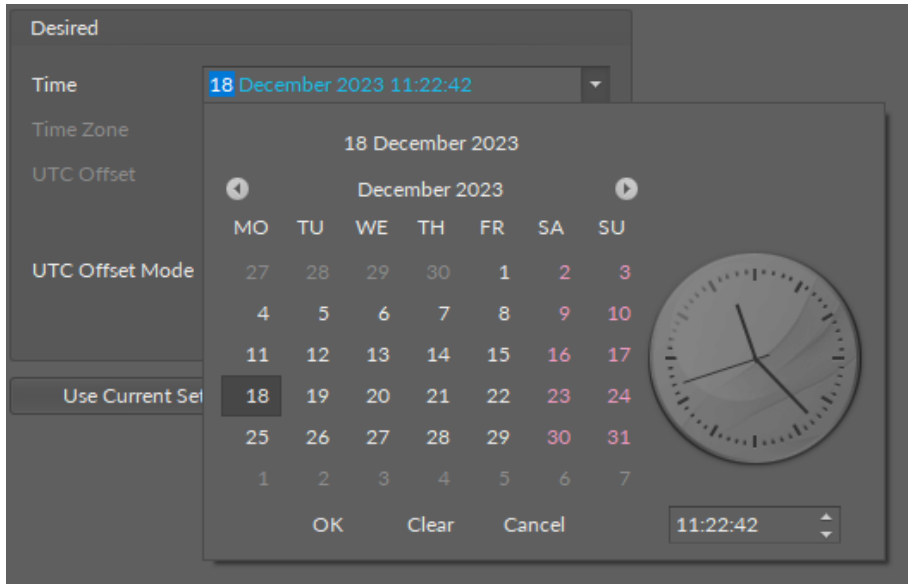 Desired
Time 18 December 2023 11:22:42
Time Zone
UTC Offset
UTC Offset Mode
Use Current Set
18 December 2023
December 2023
MO TU WE TH FR SA SU
27 28 29 30 1 2 3
4 5 6 7 8 9 10
11 12 13 14 15 16 17
18 19 20 21 22 23 24
25 26 27 28 29 30 31
1 2 3 4 5 6 7
OK Clear Cancel
11:22:42